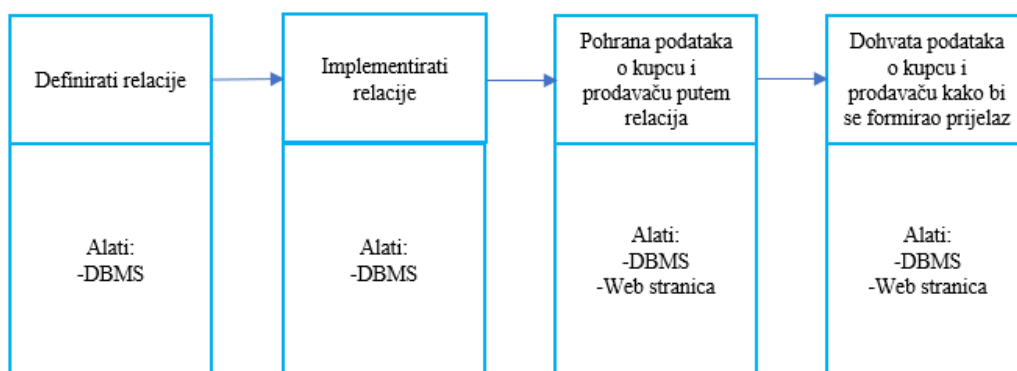 Definirati relacije
Implementirati
relacije
Pohrana podataka
o kupcu i
prodavaču putem
relacija
Dohvata podataka
o kupcu i
prodavaču kako bi
se formirao prijelaz
Alati:
-DBMS
Alati:
-DBMS
Alati:
-DBMS
-Web stranica
Alati:
-DBMS
-Web stranica